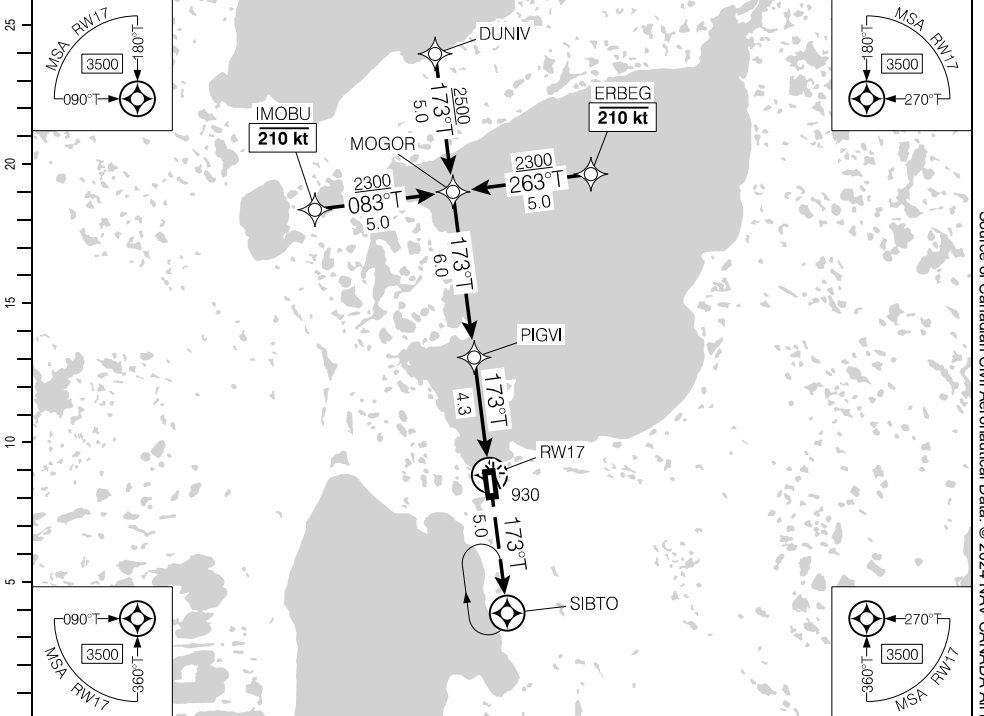 25
20
15
10
5
MSA RW17
3500
180°T
090°T
MSA RW17
3500
180°T
270°T
DUNIV
2500
173°T
5.0
IMOBU
210 kt
MOGOR
ERBEG
210 kt
2300
083°T
5.0
2300
263°T
5.0
173°T
6.0
PIGVI
173°T
4.3
RW17
930
173°T
5.0
SIBTO
090°T
3500
360°T
MSA RW17
270°T
3500
360°T
MSA RW17
Source of Canadian Civil Aeronautical Data: © 2024 NAV CANADA